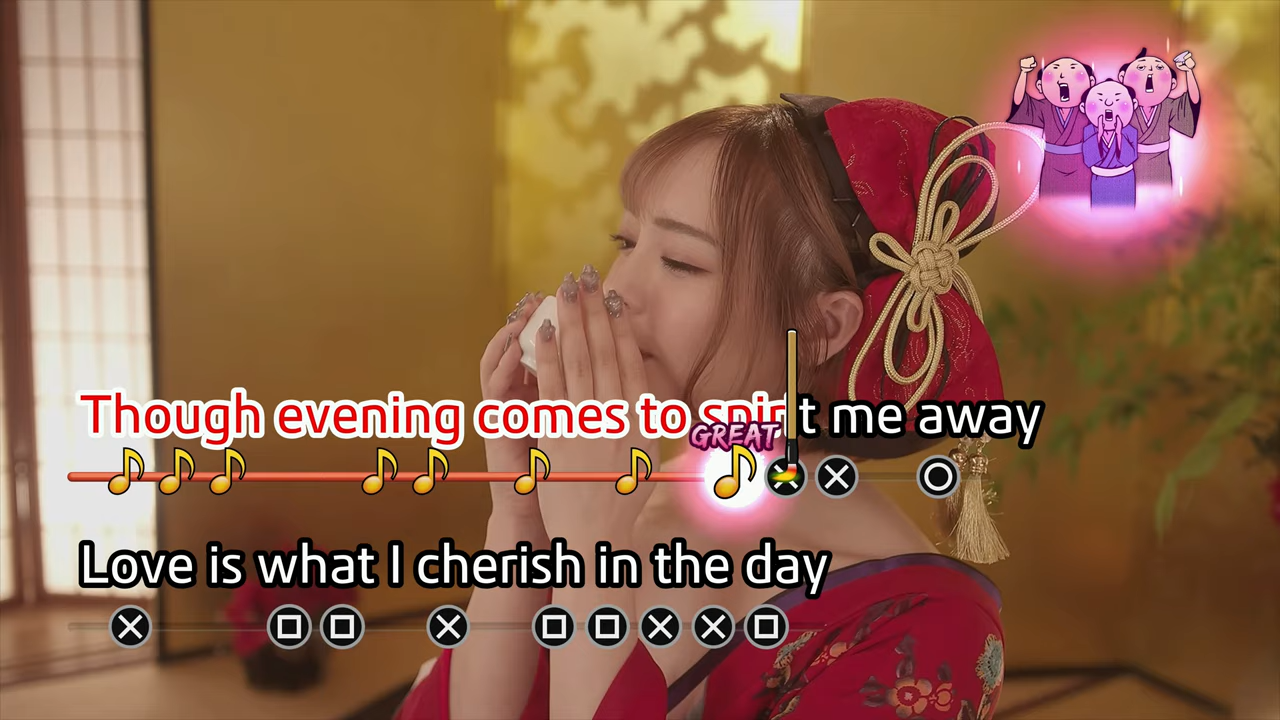 Though evening comes to spirit me away
GREAT
Love is what I cherish in the day